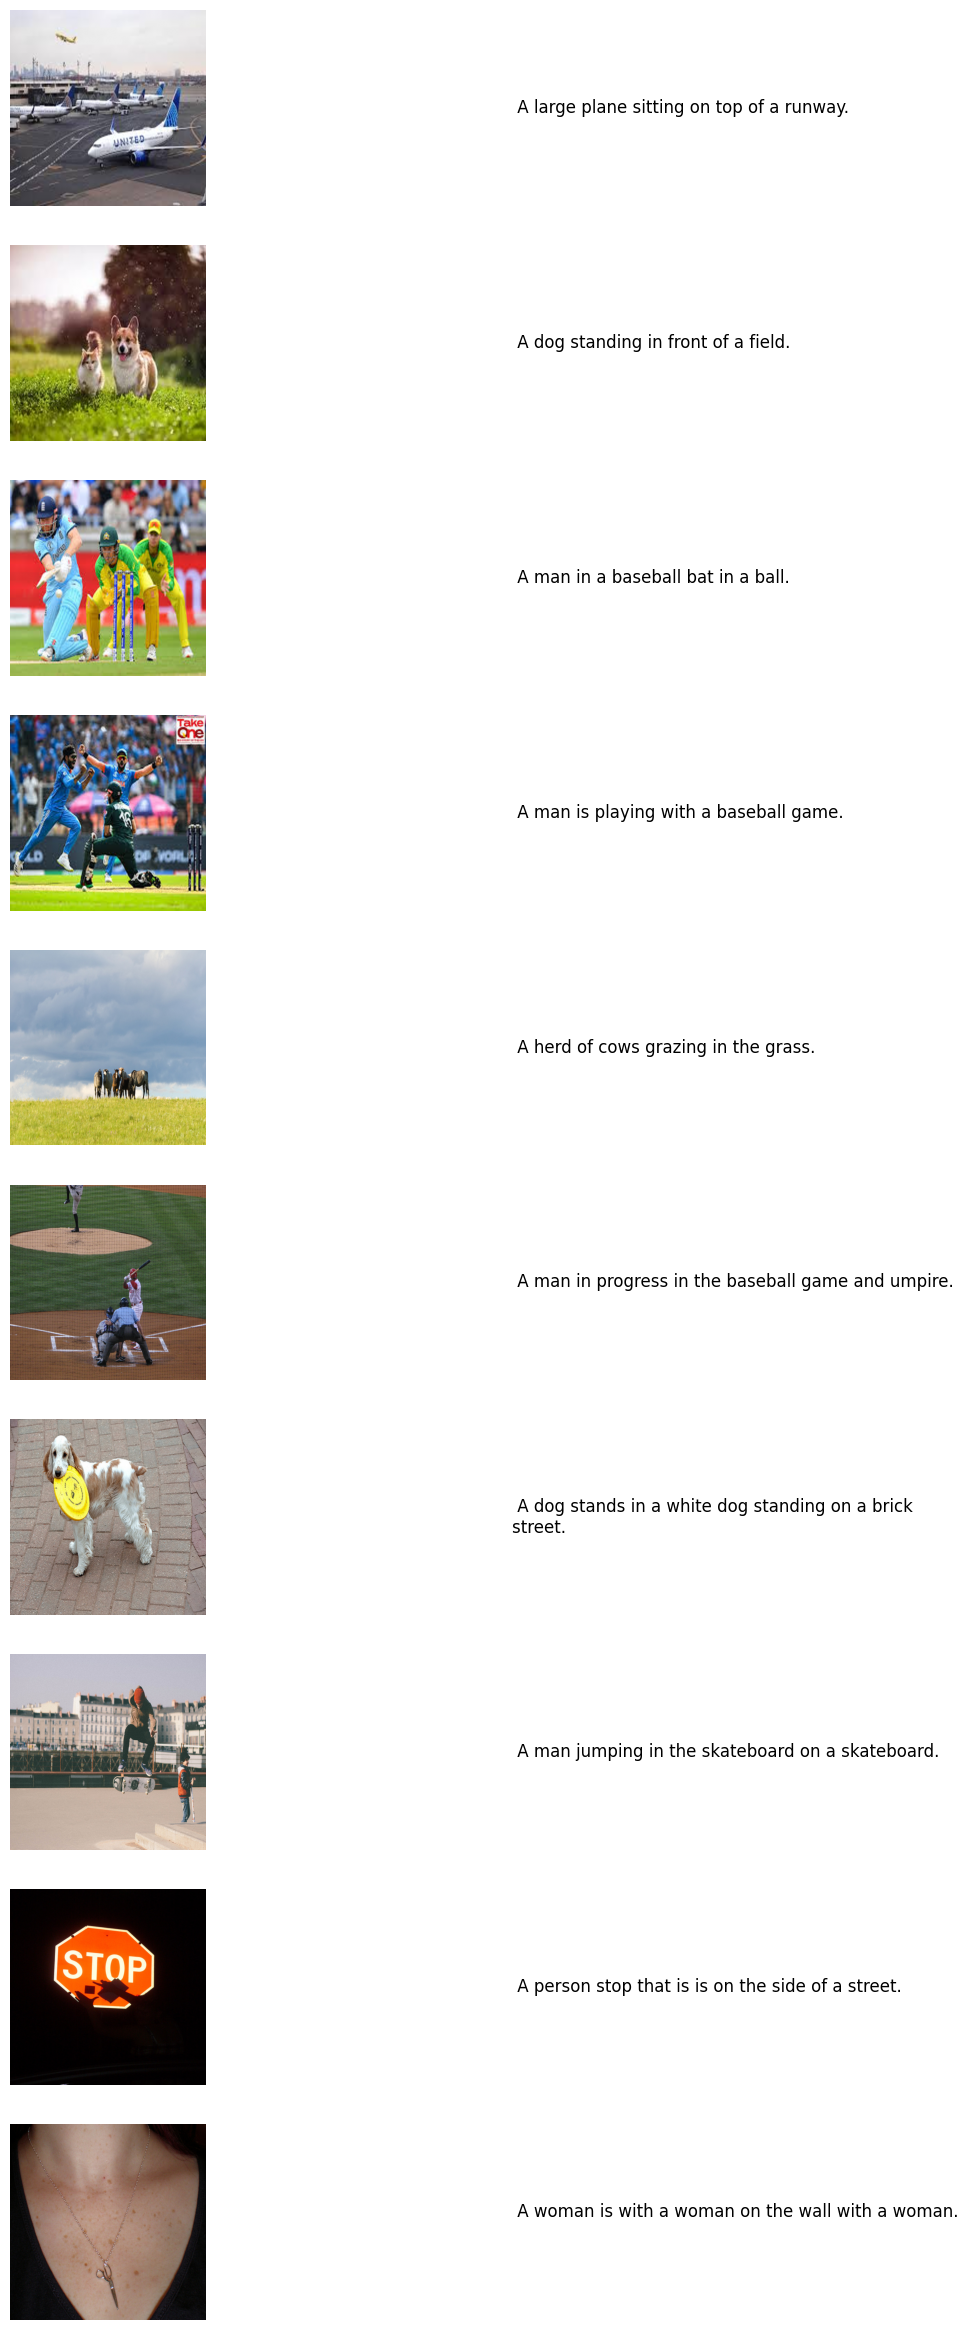 UNITED
A large plane sitting on top of a runway.
A dog standing in front of a field.
A man in a baseball bat in a ball.
Take
One
A man is playing with a baseball game.
A herd of cows grazing in the grass.
A man in progress in the baseball game and umpire.
A dog stands in a white dog standing on a brick
street.
A man jumping in the skateboard on a skateboard.
STOP
A person stop that is is on the side of a street.
A woman is with a woman on the wall with a woman.